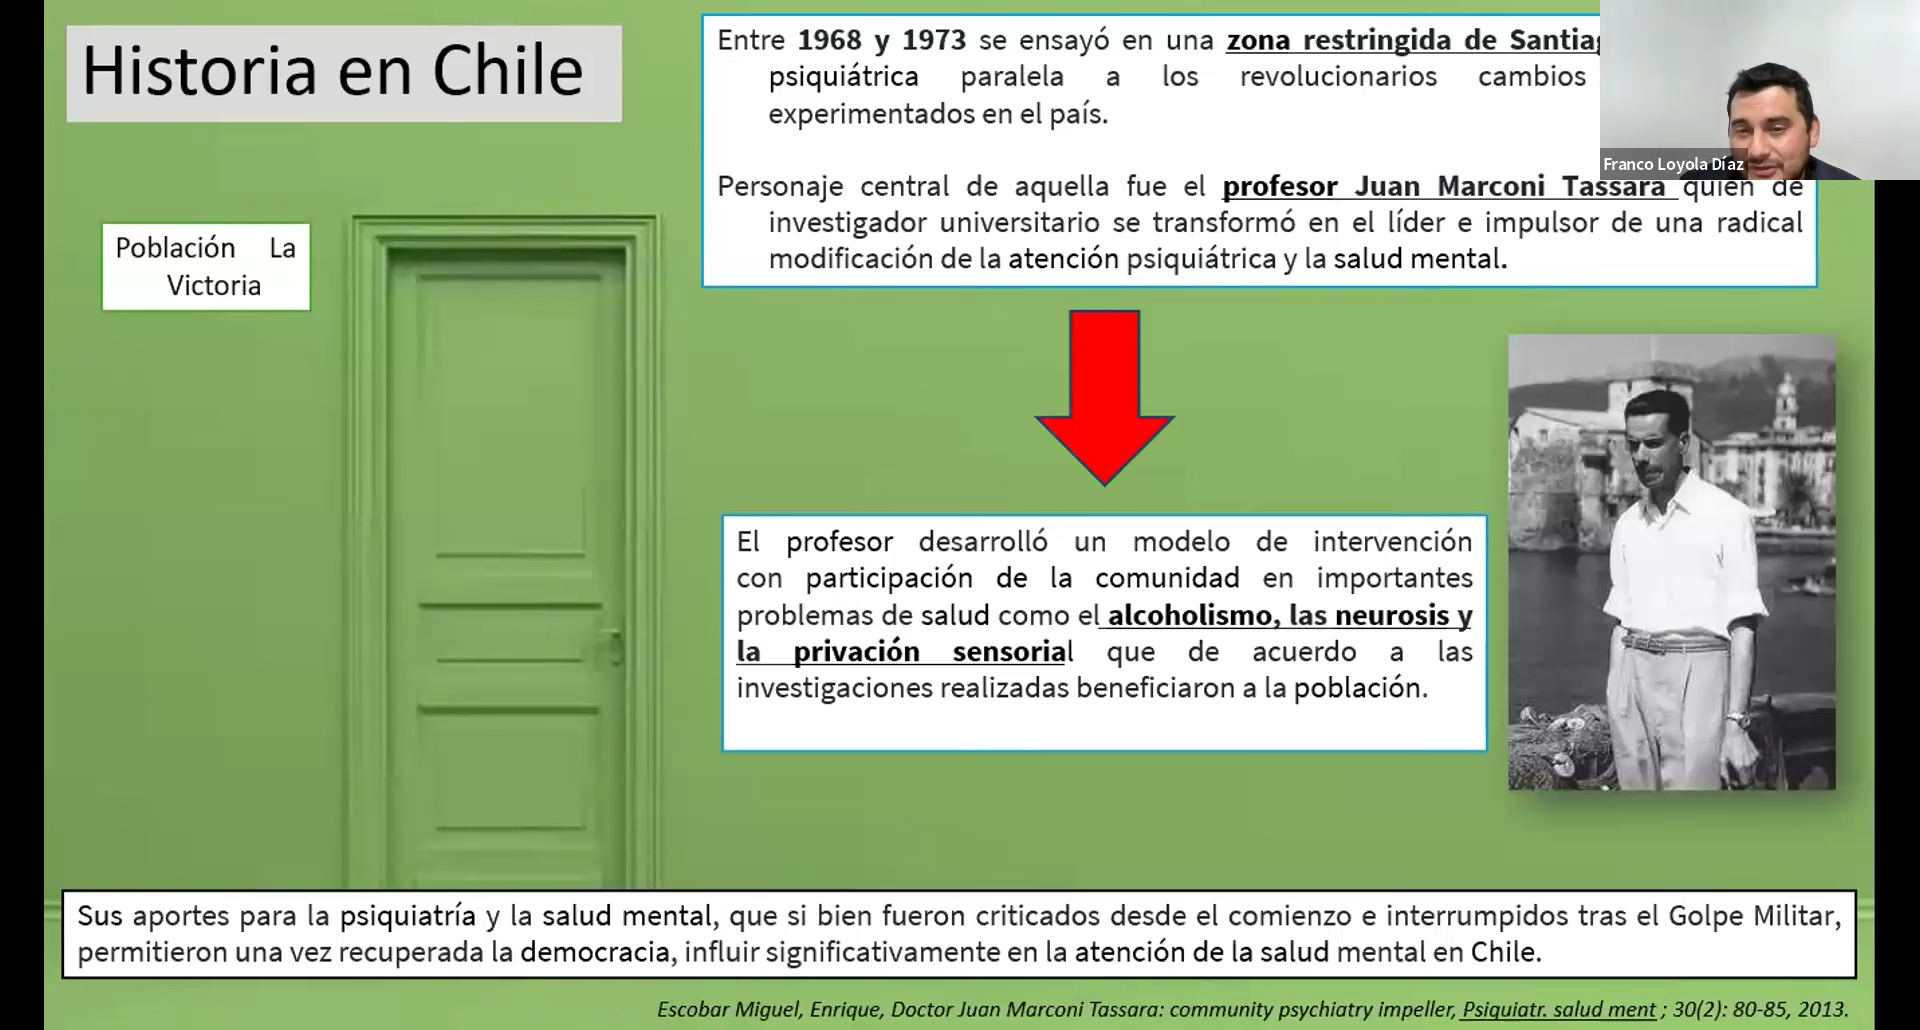 Historia en Chile
Entre 1968 y 1973 se ensayó en una zona restringida de
psiquiátrica paralela a los revolucionarios cambios
experimentados en el país.
Franco Loyola Díaz
Personaje central de aquella fue el profesor Juan Marconi Tassara quien de
investigador universitario se transformó en el líder e impulsor de una radical
modificación de la atención psiquiátrica y la salud mental.
Población La
Victoria
El profesor desarrolló un modelo de intervención
con participación de la comunidad en importantes
problemas de salud como el alcoholismo, las neurosis y
la privación sensorial que de acuerdo a las
investigaciones realizadas beneficiaron a la población.
Sus aportes para la psiquiatría y la salud mental, que si bien fueron criticados desde el comienzo e interrumpidos tras el Golpe Militar,
permitieron una vez recuperada la democracia, influir significativamente en la atención de la salud mental en Chile.
Escobar Miguel, Enrique, Doctor Juan Marconi Tassara: community psychiatry impeller, Psiquiatr. salud ment ; 30(2): 80-85, 2013.